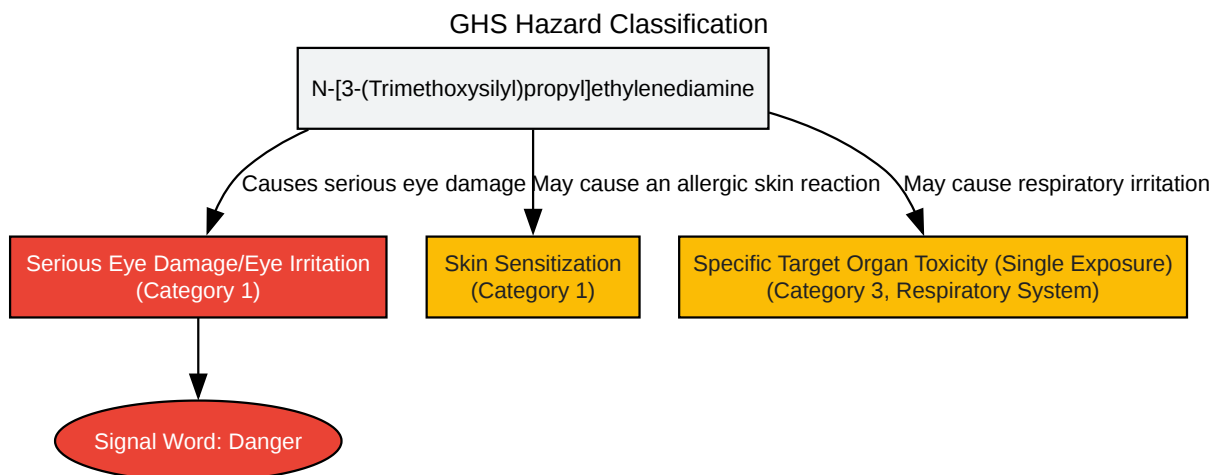 GHS Hazard Classification
N-[3-(Trimethoxysilyl)propyl]ethylenediamine
Causes serious eye damage
May cause an allergic skin reaction
May cause respiratory irritation
Serious Eye Damage/Eye Irritation
(Category 1)
Skin Sensitization
(Category 1)
Specific Target Organ Toxicity (Single Exposure)
(Category 3, Respiratory System)
Signal Word: Danger